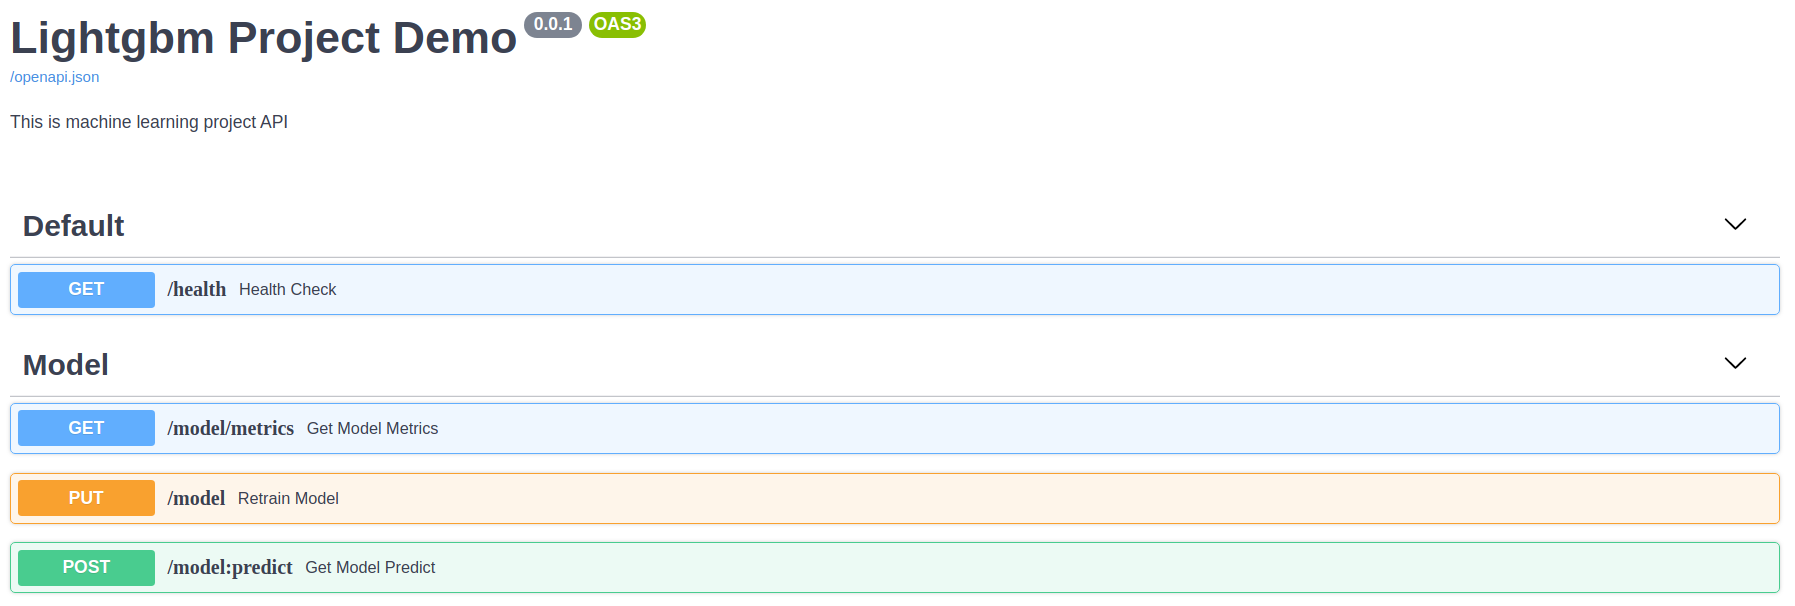 Lightgbm Project Demo 0.0.1 OAS3
/openapi.json
This is machine learning project API
Default
GET /health Health Check
Model
GET /model/metrics Get Model Metrics
PUT /model Retrain Model
POST /model:predict Get Model Predict